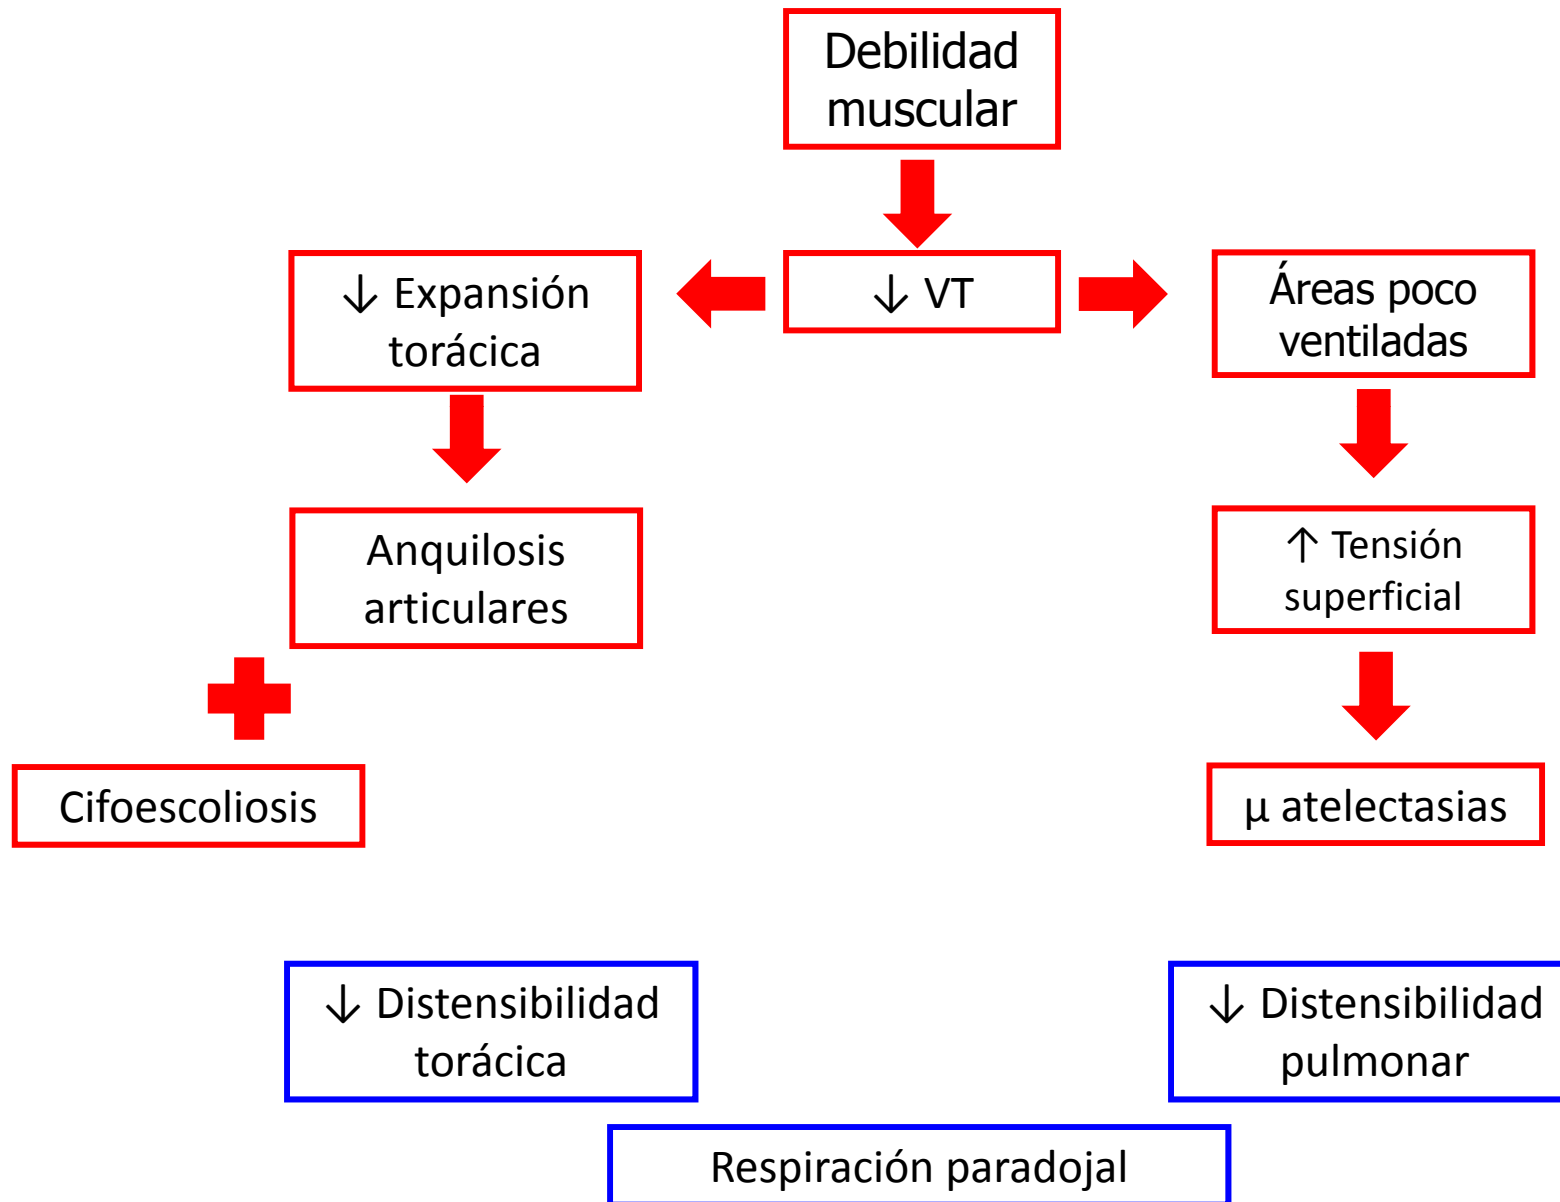 Debilidad
muscular
↓ Expansión
torácica
↓ VT
Áreas poco
ventiladas
Anquilosis
articulares
↑ Tensión
superficial
Cifoescoliosis
µ atelectasias
↓ Distensibilidad
torácica
↓ Distensibilidad
pulmonar
Respiración paradojal